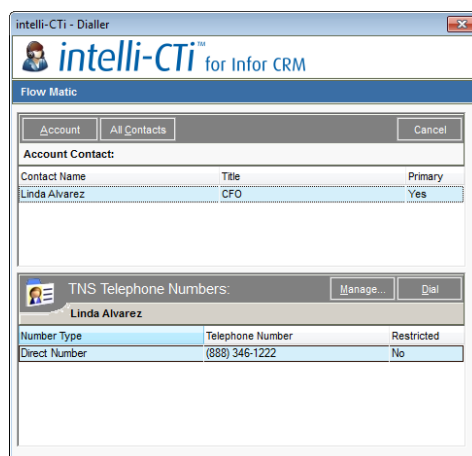 intelli-CTi - Dialler
intelli-CTi™ for Infor CRM
Flow Matic
Account All Contacts Cancel
Account Contact:
Contact Name Title Primary
Linda Alvarez CFO Yes
TNS Telephone Numbers: Manage... Dial
Linda Alvarez
Number Type Telephone Number Restricted
Direct Number (888) 346-1222 No